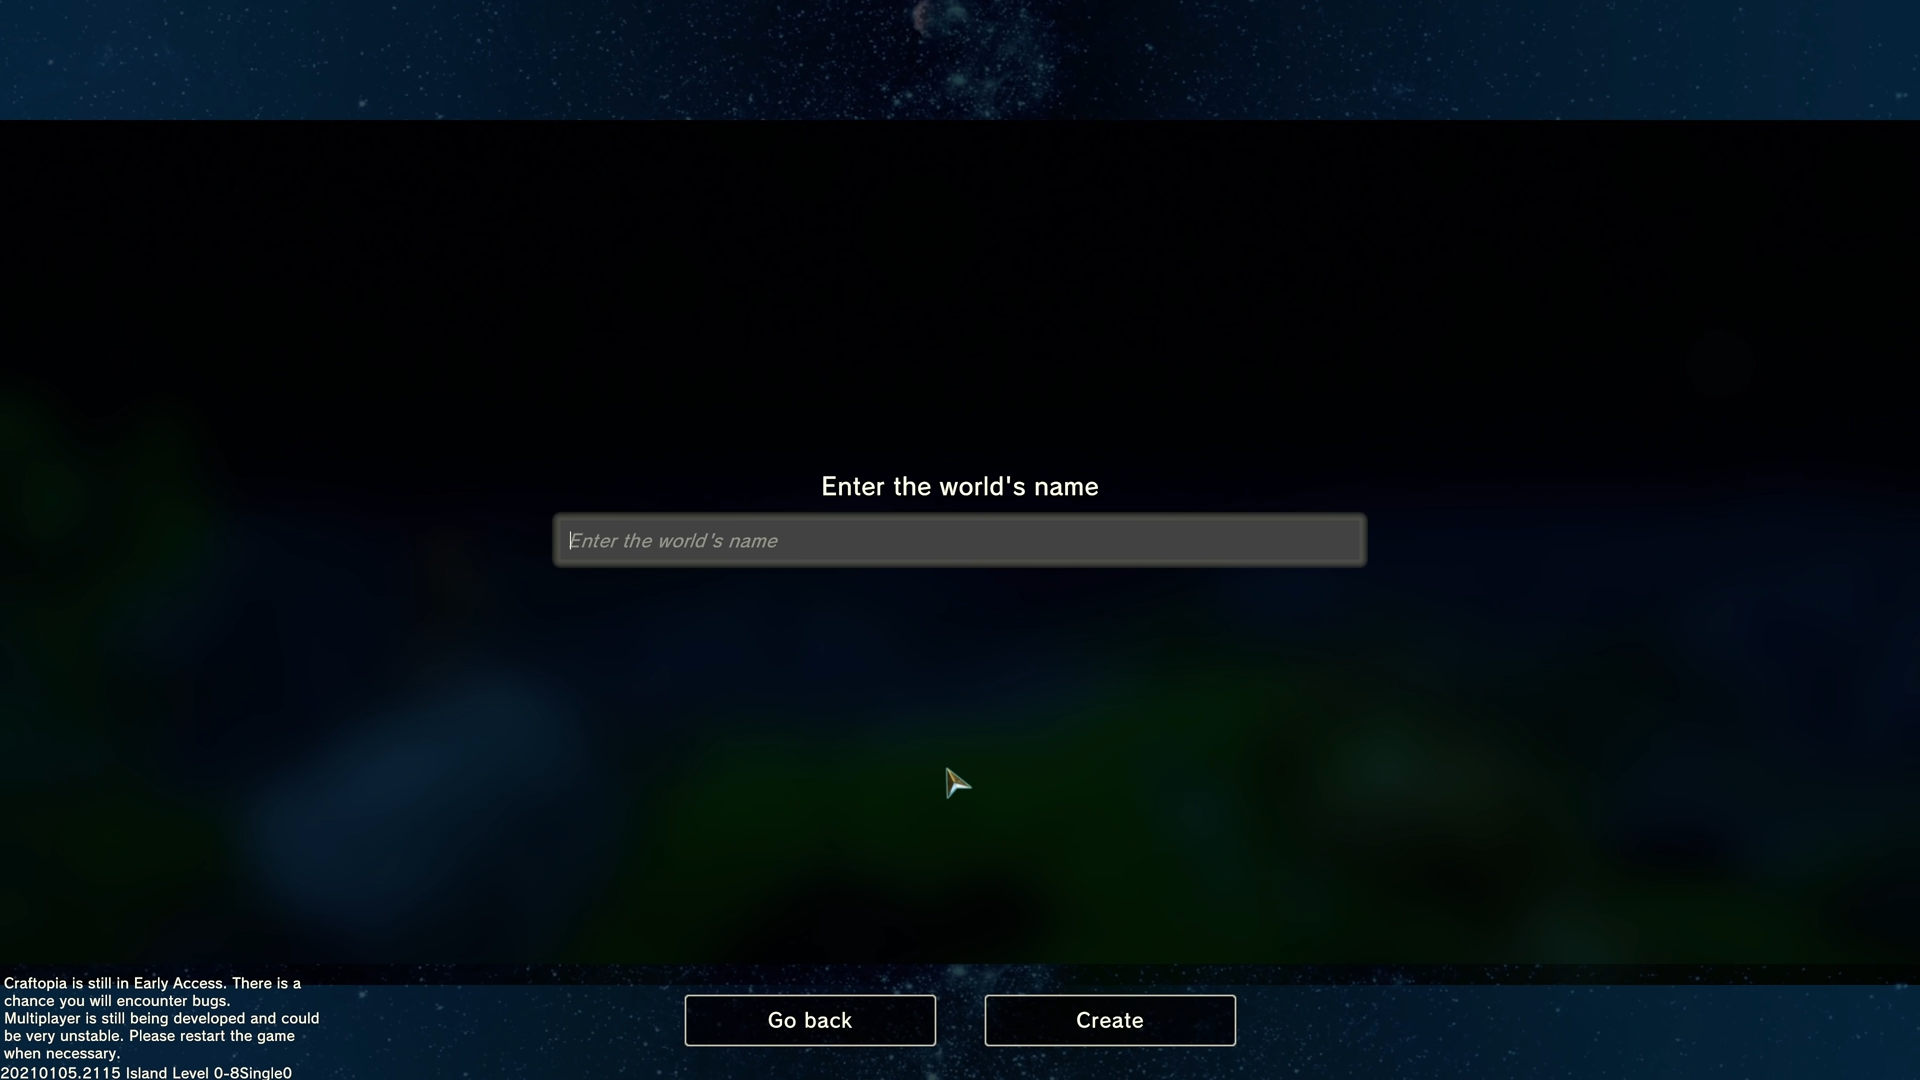 Enter the world's name
Enter the world's name
Go back
Create
Craftopia is still in Early Access. There is a
chance you will encounter bugs.
Multiplayer is still being developed and could
be very unstable. Please restart the game
when necessary.
20210105.2115 Island Level 0-8Single0